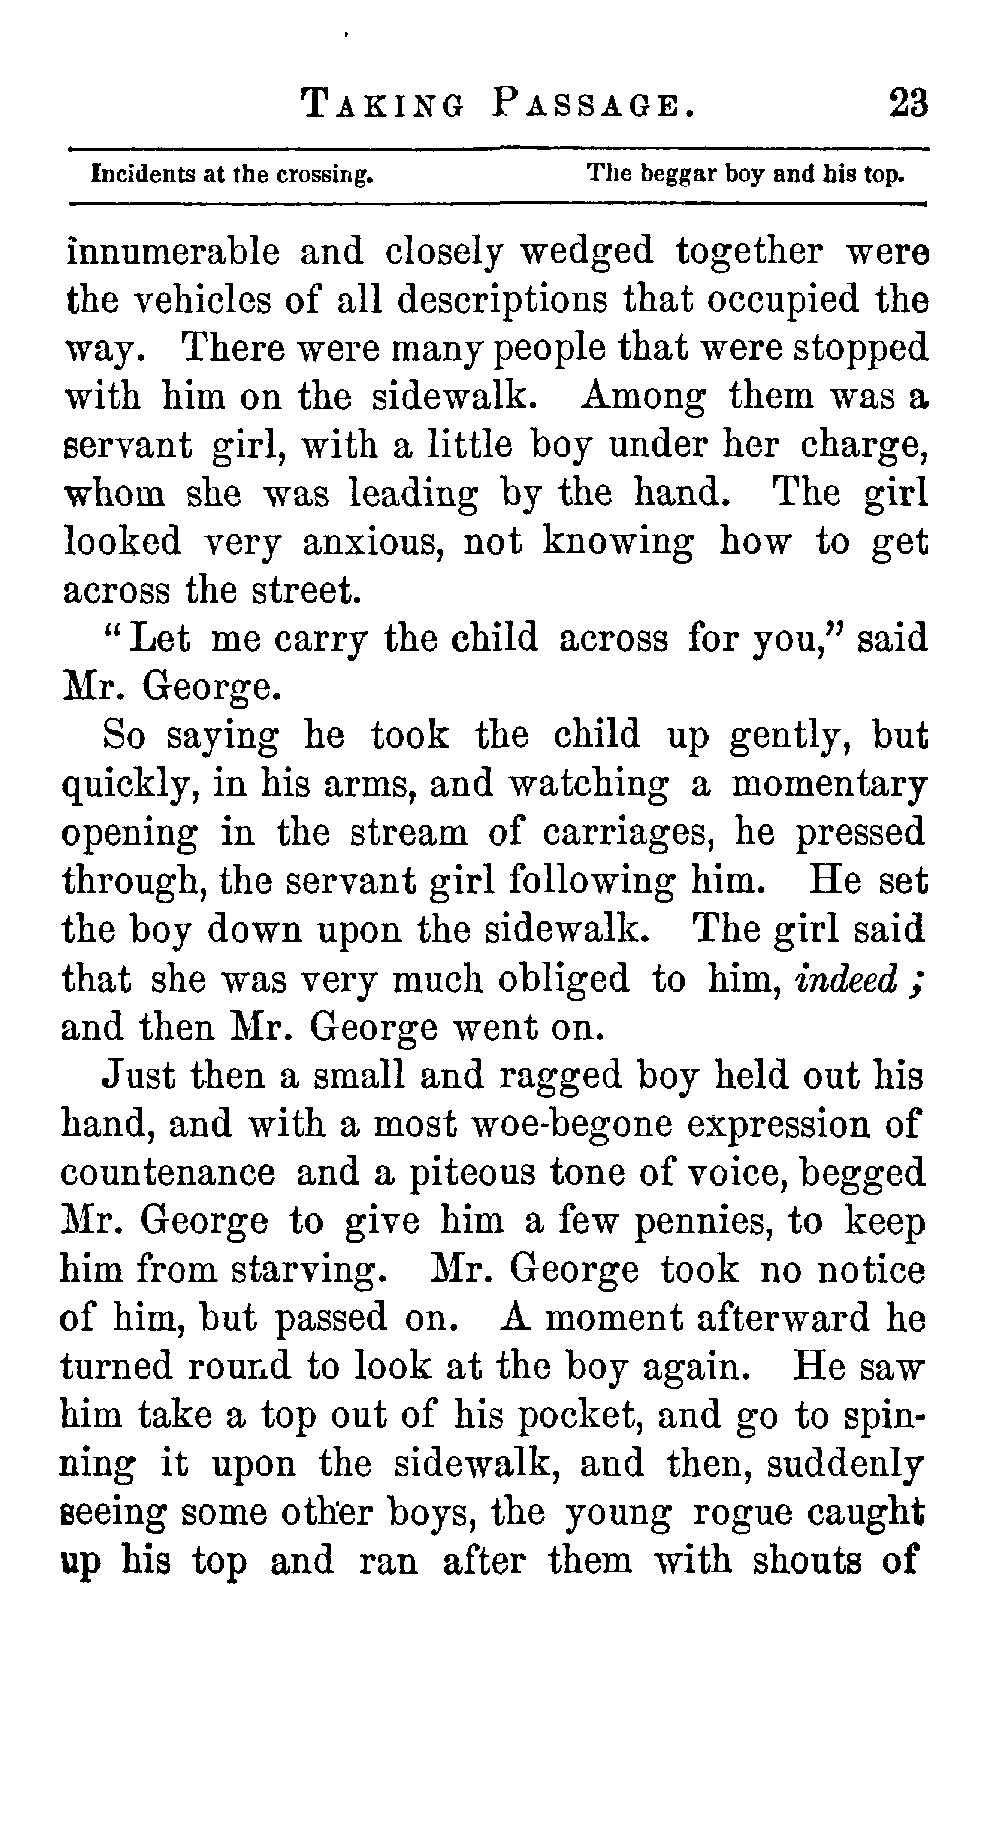 TAKING PASSAGE. 23
Incidents at the crossing. The beggar boy and his top.
innumerable and closely wedged together were
the vehicles of all descriptions that occupied the
way. There were many people that were stopped
with him on the sidewalk. Among them was a
servant girl, with a little boy under her charge,
whom she was leading by the hand. The girl
looked very anxious, not knowing how to get
across the street.
“Let me carry the child across for you,” said
Mr. George.
So saying he took the child up gently, but
quickly, in his arms, and watching a momentary
opening in the stream of carriages, he pressed
through, the servant girl following him. He set
the boy down upon the sidewalk. The girl said
that she was very much obliged to him, indeed ;
and then Mr. George went on.
Just then a small and ragged boy held out his
hand, and with a most woe-begone expression of
countenance and a piteous tone of voice, begged
Mr. George to give him a few pennies, to keep
him from starving. Mr. George took no notice
of him, but passed on. A moment afterward he
turned round to look at the boy again. He saw
him take a top out of his pocket, and go to spin-
ning it upon the sidewalk, and then, suddenly
seeing some other boys, the young rogue caught
up his top and ran after them with shouts of